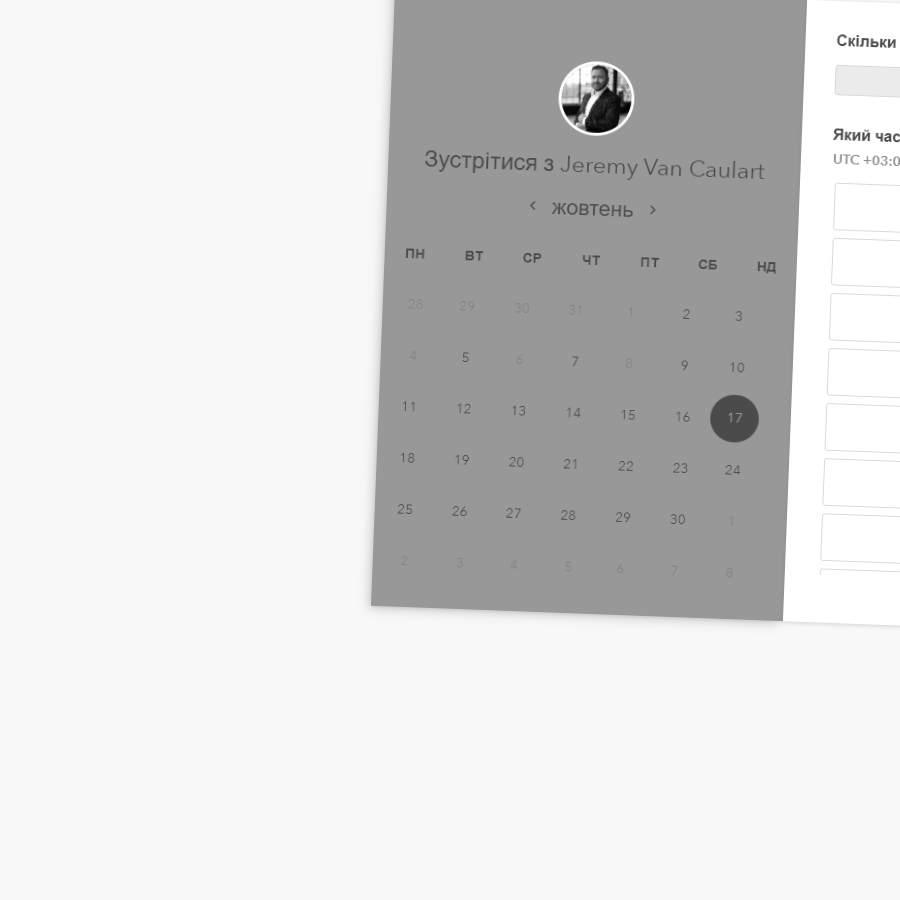 Зустрітися з Jeremy Van Caulart
‹ жовтень ›
ПН ВТ СР ЧТ ПТ СБ НД
28 29 30 31 1 2 3
4 5 6 7 8 9 10
11 12 13 14 15 16 17
18 19 20 21 22 23 24
25 26 27 28 29 30 1
2 3 4 5 6 7 8
Скільки
Який час
UTC +03:0